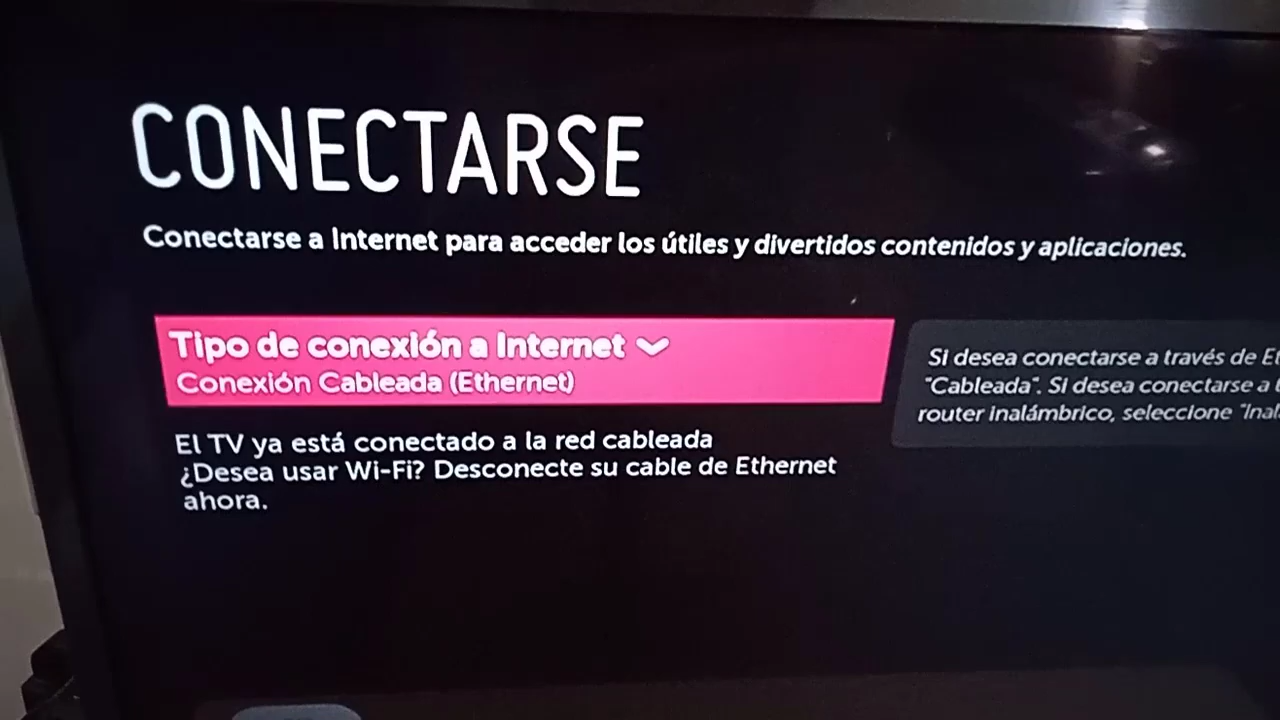 CONECTARSE
Conectarse a Internet para acceder los útiles y divertidos contenidos y aplicaciones.
Tipo de conexión a Internet
Conexión Cableada (Ethernet)
El TV ya está conectado a la red cableada
¿Desea usar Wi-Fi? Desconecte su cable de Ethernet
ahora.
Si desea conectarse a través de
"Cableada". Si desea conectarse a
router inalámbrico, seleccione